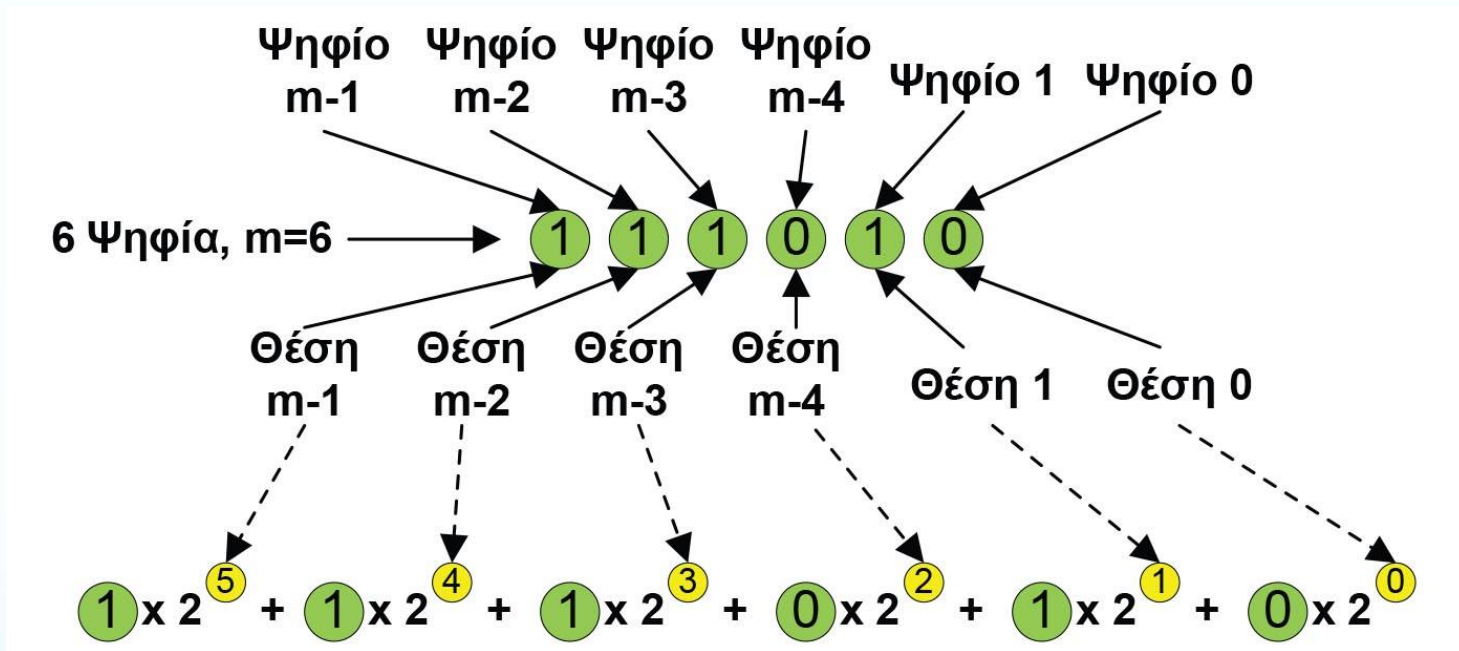 Ψηφίο Ψηφίο Ψηφίο Ψηφίο
m-1 m-2 m-3 m-4 Ψηφίο 1 Ψηφίο 0
6 Ψηφία, m=6 1 1 1 0 1 0
Θέση Θέση Θέση Θέση
m-1 m-2 m-3 m-4 Θέση 1 Θέση 0
1 x 2^5 + 1 x 2^4 + 1 x 2^3 + 0 x 2^2 + 1 x 2^1 + 0 x 2^0